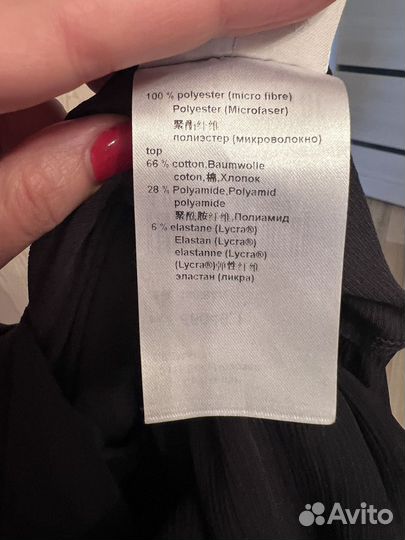 100 % polyester (micro fibre)
Polyester (Microfaser)
聚酯纤维
полиэстер (микроволокно)
top
66 % cotton,Baumwolle
coton,棉,Хлопок
28 % Polyamide,Polyamid
polyamide
聚酰胺纤维,Полиамид
6 % elastane (Lycra®)
Elastan (Lycra®)
elastanne (Lycra®)
(Lycra®)弹性纤维
эластан (ликра)
Avito